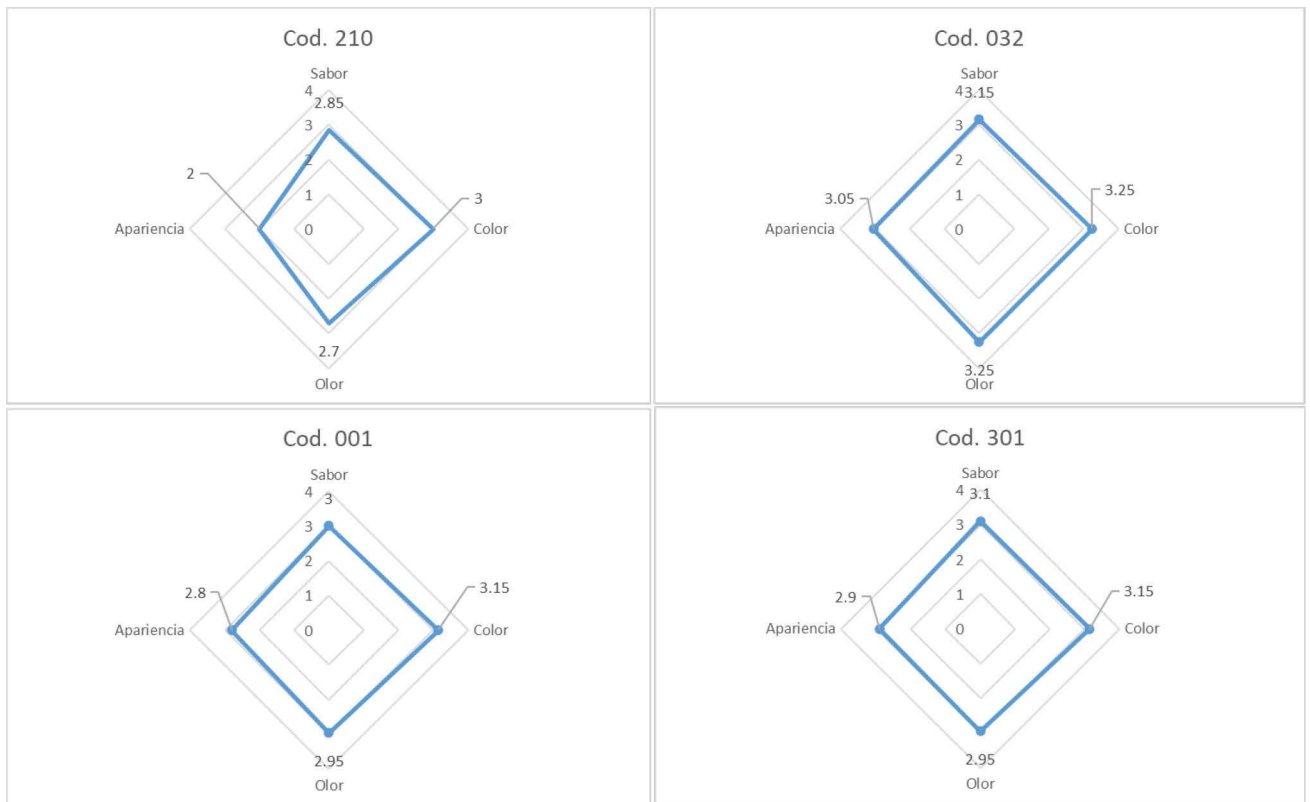 Cod. 210
Sabor
4
2.85
3
2
1
0
2
3
Apariencia
Color
2.7
Olor
Cod. 032
Sabor
4
3.15
3
2
1
0
3.05
3.25
Apariencia
Color
3.25
Olor
Cod. 001
Sabor
4
3
3
2
1
0
2.8
3.15
Apariencia
Color
2.95
Olor
Cod. 301
Sabor
4
3.1
3
2
1
0
2.9
3.15
Apariencia
Color
2.95
Olor